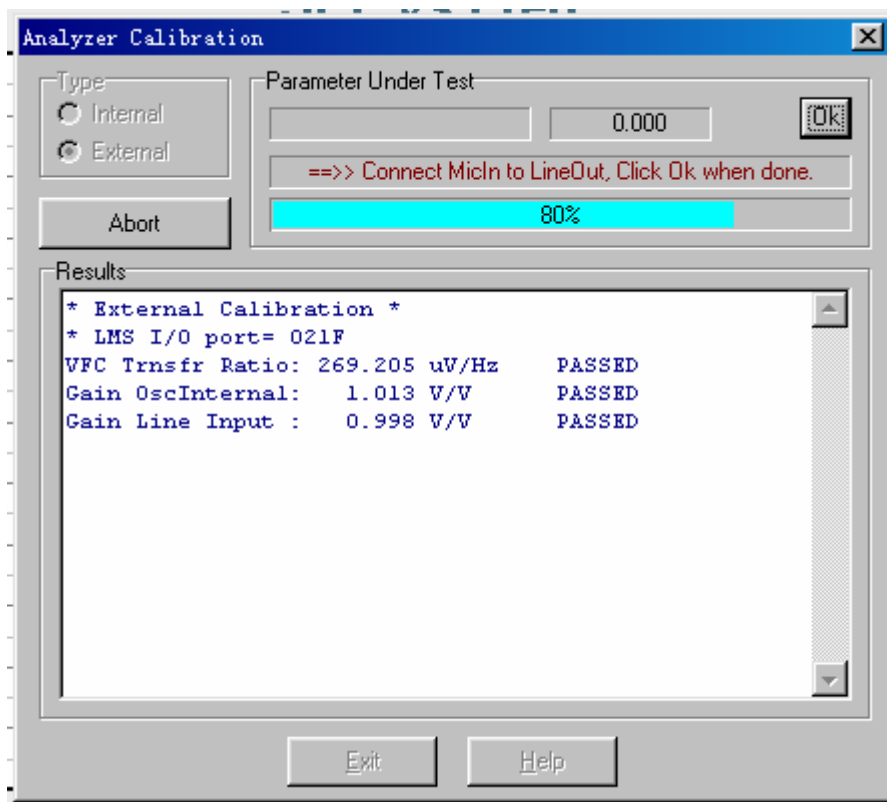 Analyzer Calibration
Type
Internal
External
Abort
Parameter Under Test
0.000
Ok
==>> Connect MicIn to LineOut, Click Ok when done.
80%
Results
* External Calibration *
* LMS I/O port= 021F
VFC Trnsfr Ratio: 269.205 uV/Hz PASSED
Gain OscInternal: 1.013 V/V PASSED
Gain Line Input : 0.998 V/V PASSED
Exit
Help